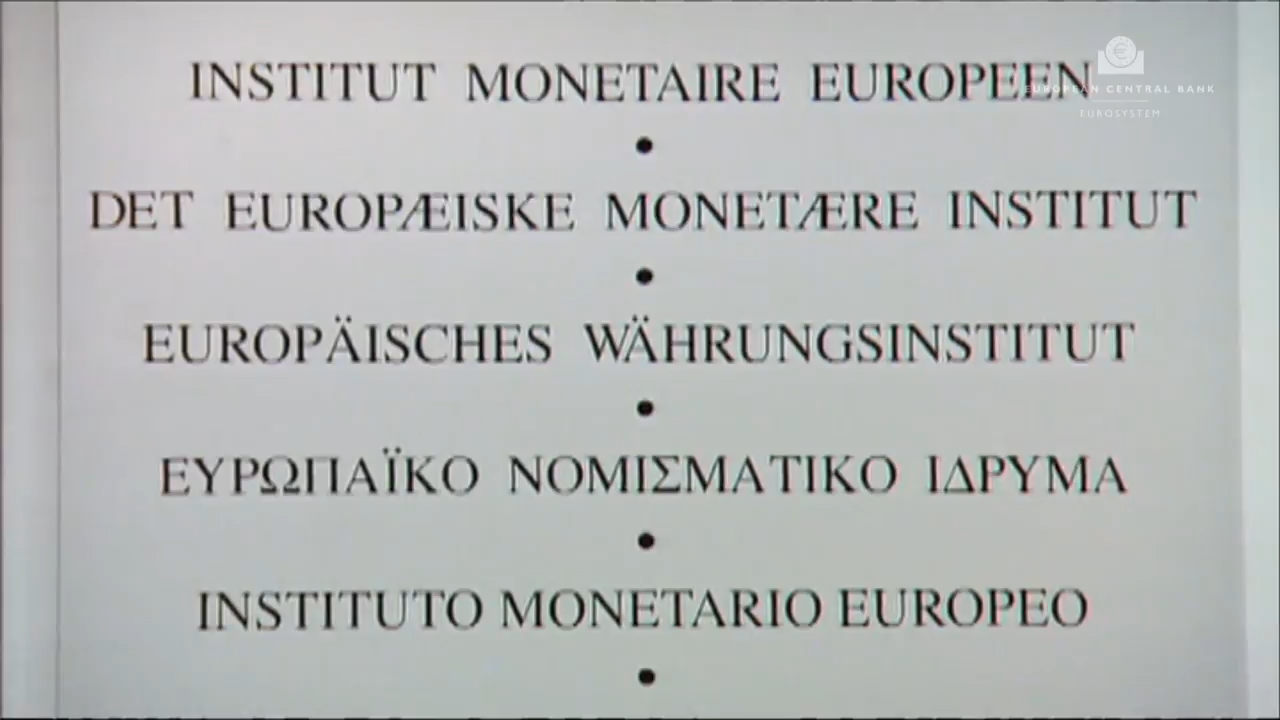 INSTITUT MONETAIRE EUROPEEN
EUROPEAN CENTRAL BANK
EUROSYSTEM
•
DET EUROPÆISKE MONETÆRE INSTITUT
•
EUROPÄISCHES WÄHRUNGSINSTITUT
•
ΕΥΡΩΠΑΪΚΟ ΝΟΜΙΣΜΑΤΙΚΟ ΙΔΡΥΜΑ
•
INSTITUTO MONETARIO EUROPEO
•